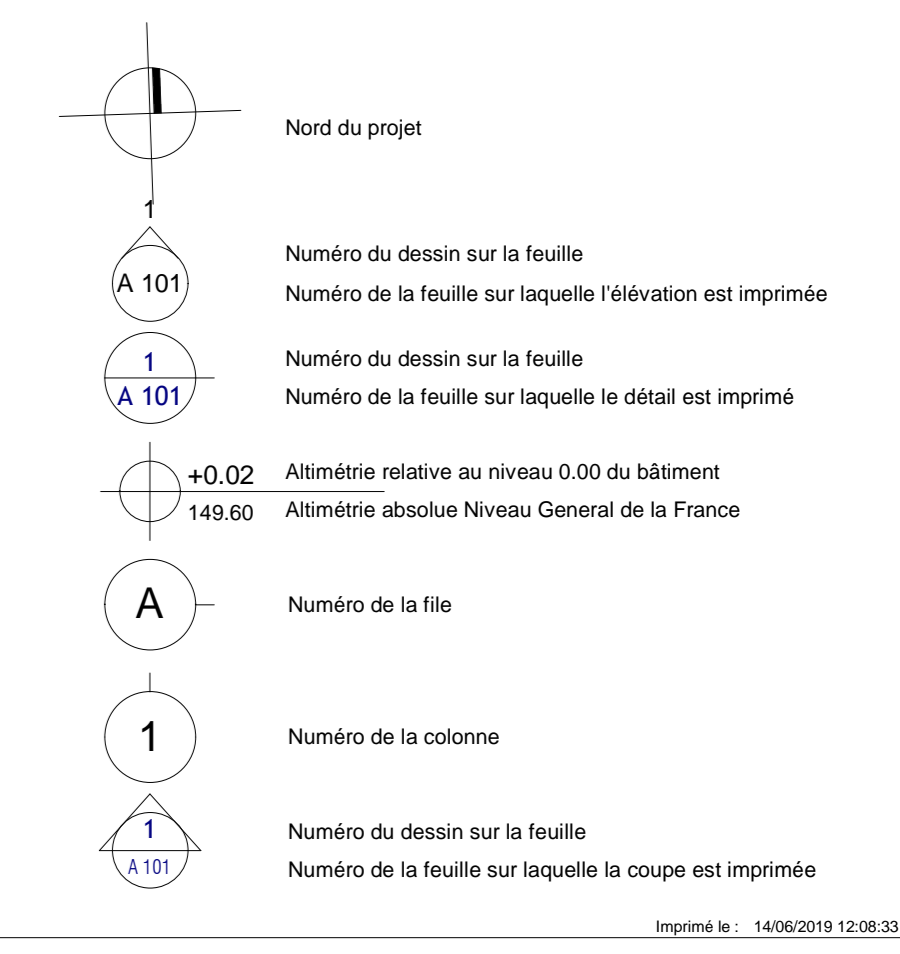 Nord du projet
1
Numéro du dessin sur la feuille
A 101
Numéro de la feuille sur laquelle l'élévation est imprimée
1
Numéro du dessin sur la feuille
A 101
Numéro de la feuille sur laquelle le détail est imprimé
+0.02 Altimétrie relative au niveau 0.00 du bâtiment
149.60 Altimétrie absolue Niveau General de la France
A Numéro de la file
1 Numéro de la colonne
1 Numéro du dessin sur la feuille
A 101 Numéro de la feuille sur laquelle la coupe est imprimée
Imprimé le : 14/06/2019 12:08:33